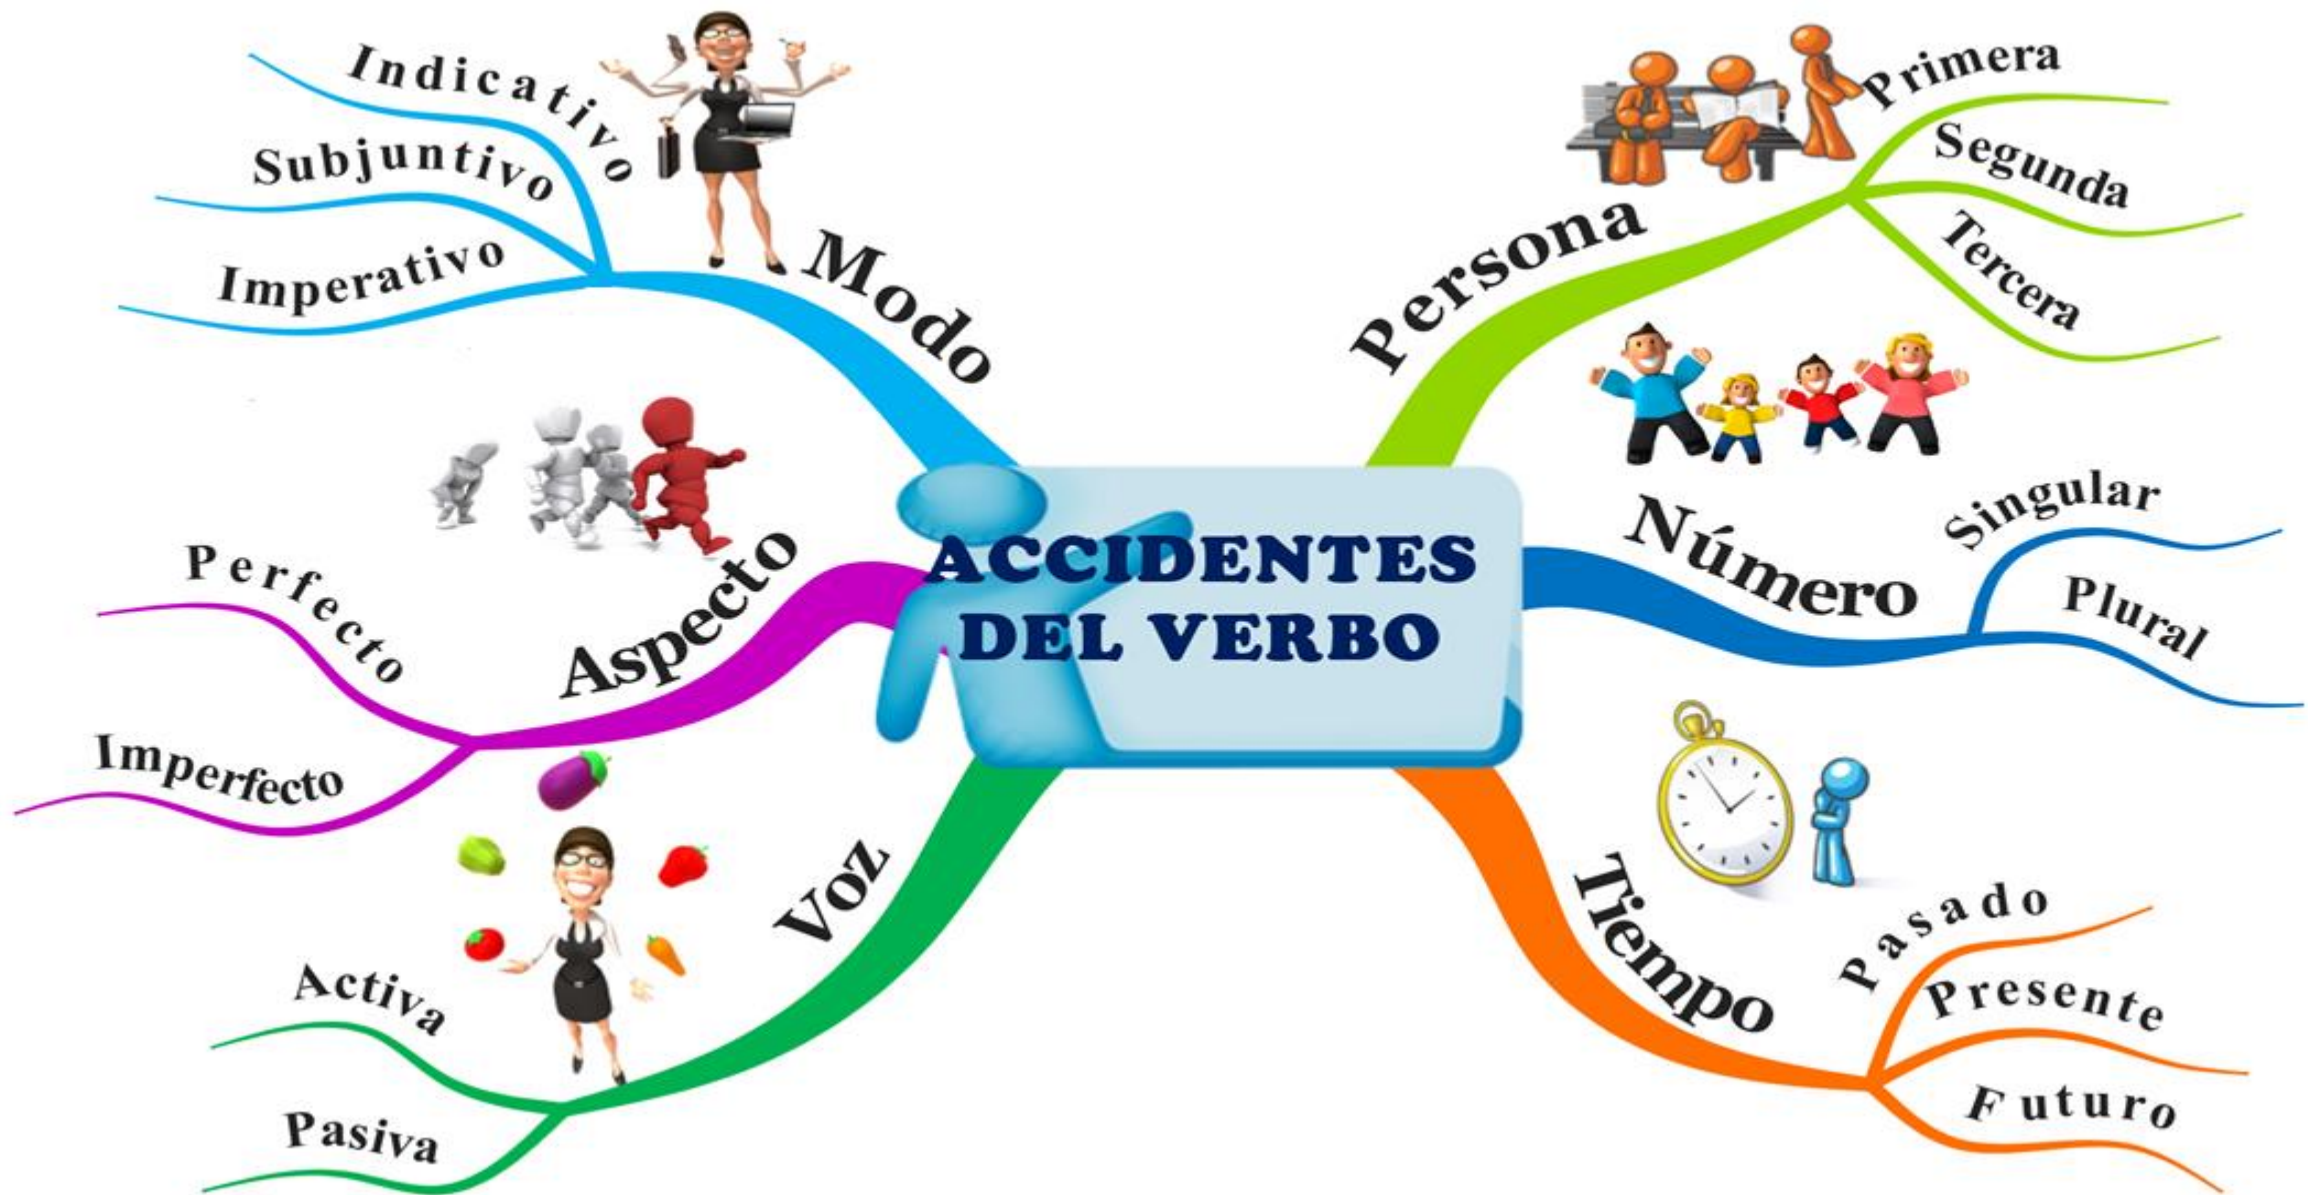 ACCIDENTES
DEL VERBO
Persona
Primera
Segunda
Tercera
Número
Singular
Plural
Tiempo
Pasado
Presente
Futuro
Modo
Indicativo
Subjuntivo
Imperativo
Aspecto
Perfecto
Imperfecto
Voz
Activa
Pasiva